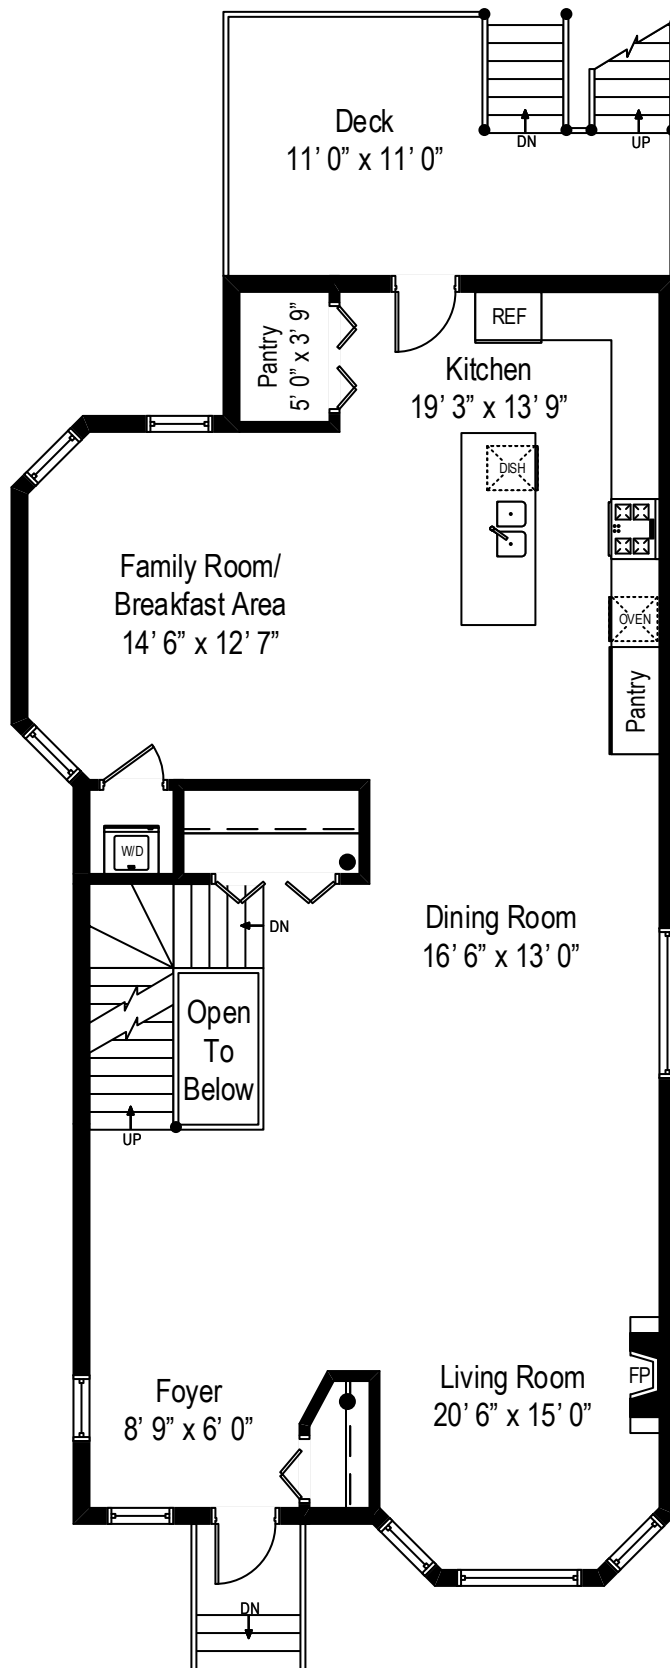 Deck
11’ 0” x 11’ 0”
DN
UP
Pantry
5’ 0” x 3’ 9”
REF
Kitchen
19’ 3” x 13’ 9”
DISH
Family Room/
Breakfast Area
14’ 6” x 12’ 7”
OVEN
Pantry
W/D
DN
Dining Room
16’ 6” x 13’ 0”
Open
To
Below
UP
Foyer
8’ 9” x 6’ 0”
Living Room
20’ 6” x 15’ 0”
FP
DN